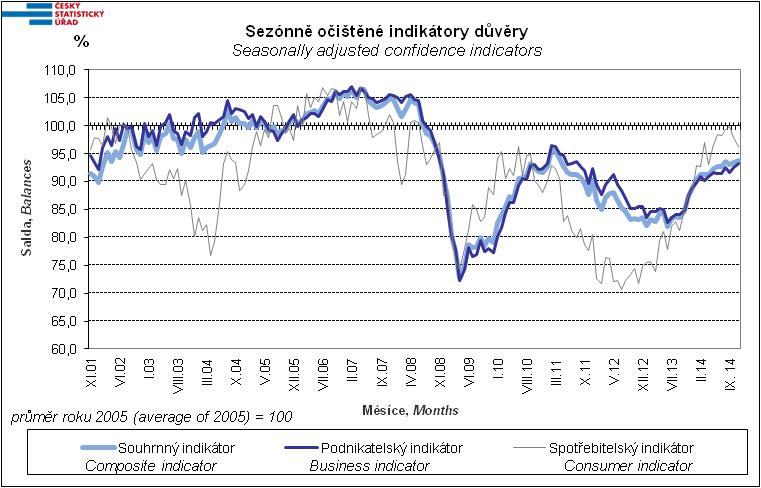 ČESKÝ
STATISTICKÝ
ÚŘAD
Sezónně očištěné indikátory důvěry
Seasonally adjusted confidence indicators
%
110,0
105,0
100,0
95,0
90,0
85,0
80,0
75,0
70,0
65,0
60,0
Salda, Balances
XI.01
VI.02
I.03
VIII.03
III.04
X.04
V.05
XII.05
VII.06
II.07
IX.07
IV.08
XI.08
VI.09
I.10
VIII.10
III.11
X.11
V.12
XII.12
VII.13
II.14
IX.14
Měsíce, Months
průměr roku 2005 (average of 2005) = 100
Souhrnný indikátor Podnikatelský indikátor Spotřebitelský indikátor
Composite indicator Business indicator Consumer indicator